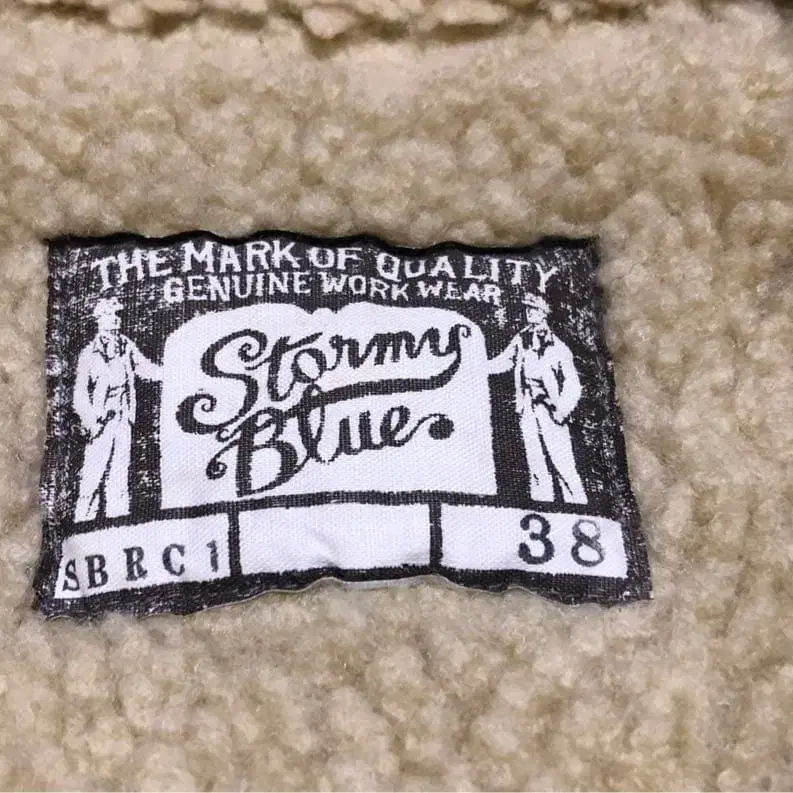 THE MARK OF QUALITY
GENUINE WORK WEAR
Stormy
Blue
SBRC1 38